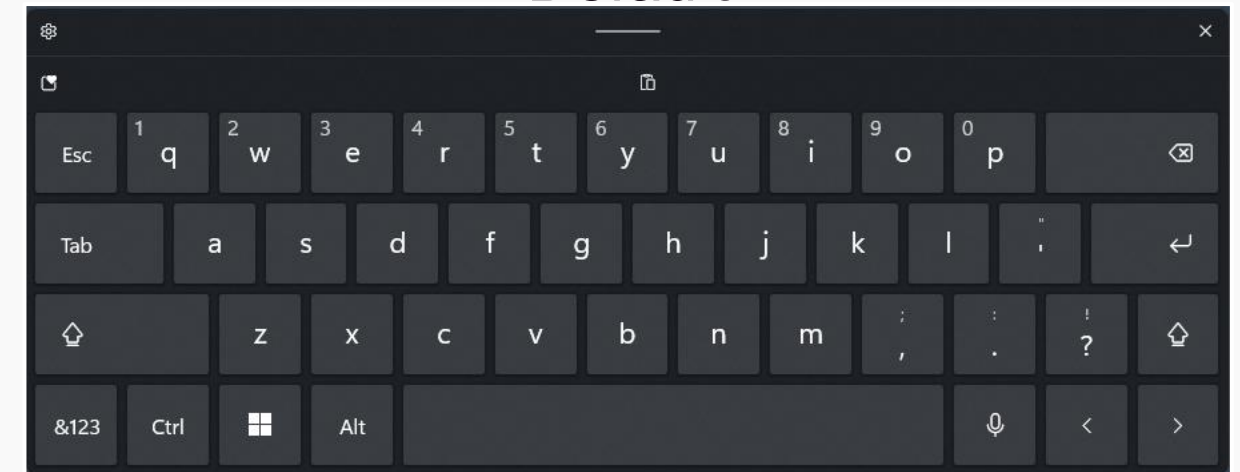 1 2 3 4 5 6 7 8 9 0
Esc q w e r t y u i o p
"
Tab a s d f g h j k l '
; : !
z x c v b n m , . ?
&123 Ctrl Alt < >